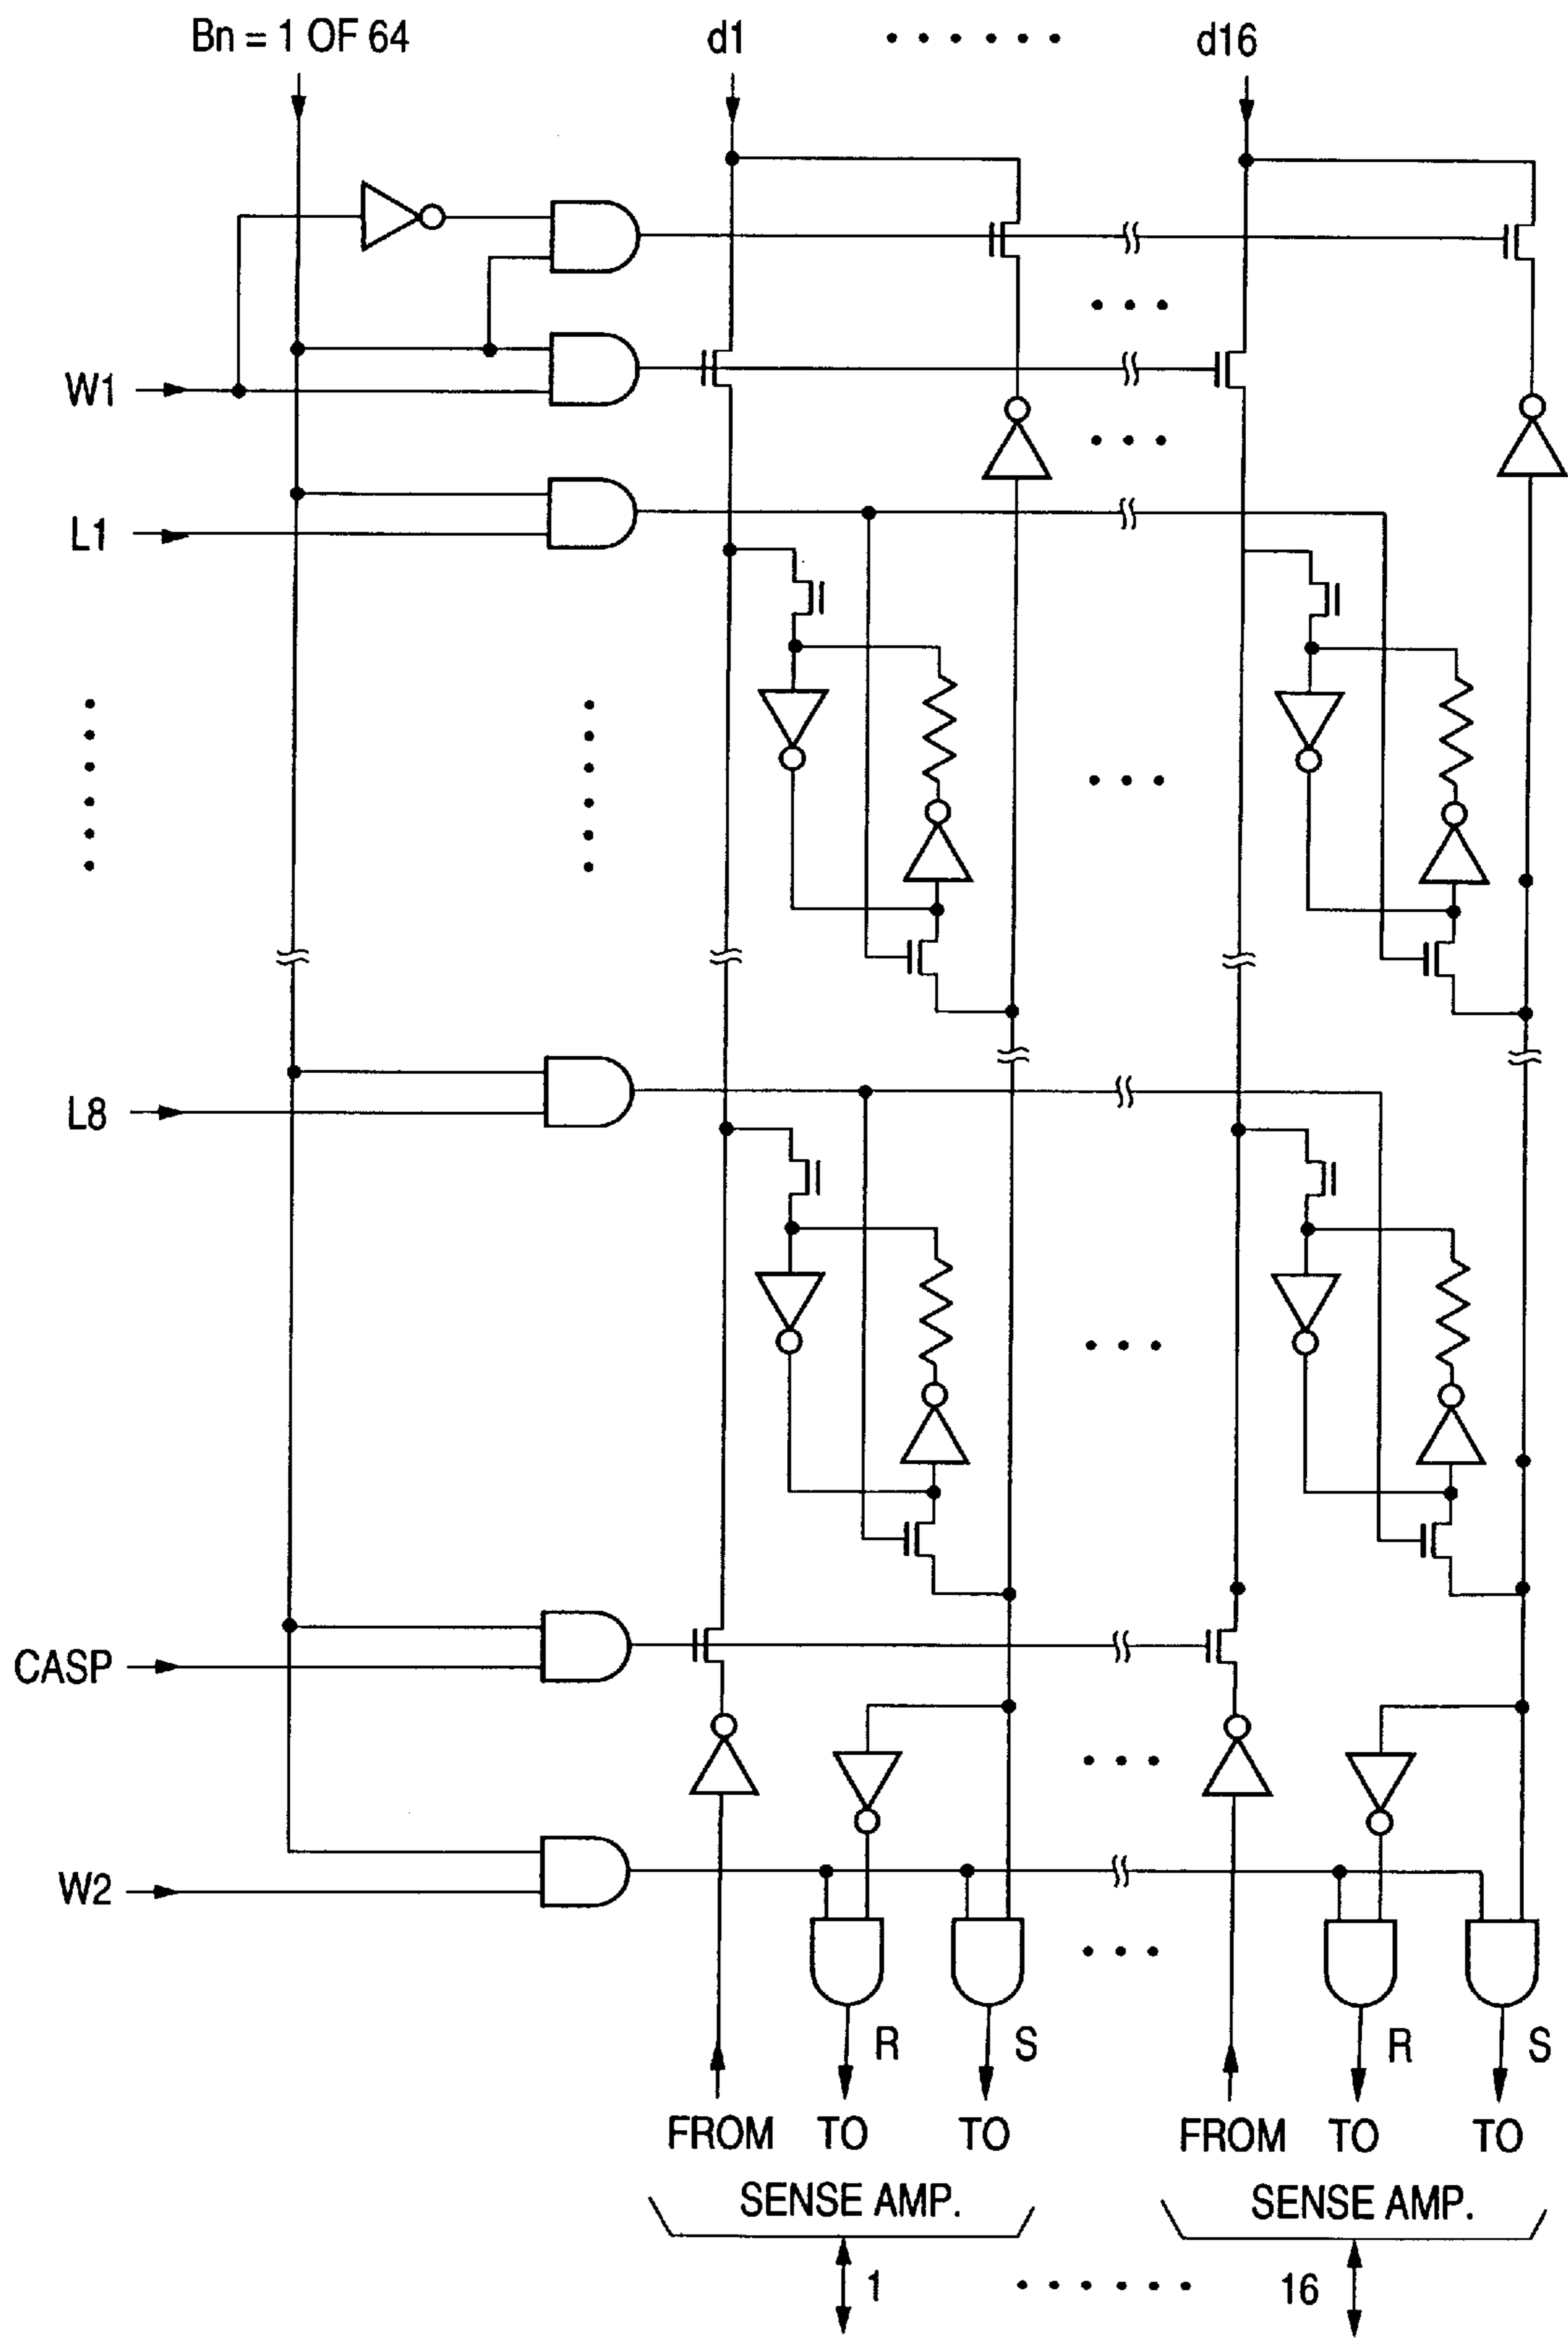 Bn = 1 OF 64
d1
d16
W1
L1
L8
CASP
W2
R
S
R
S
FROM TO TO
FROM TO TO
SENSE AMP.
SENSE AMP.
1
16